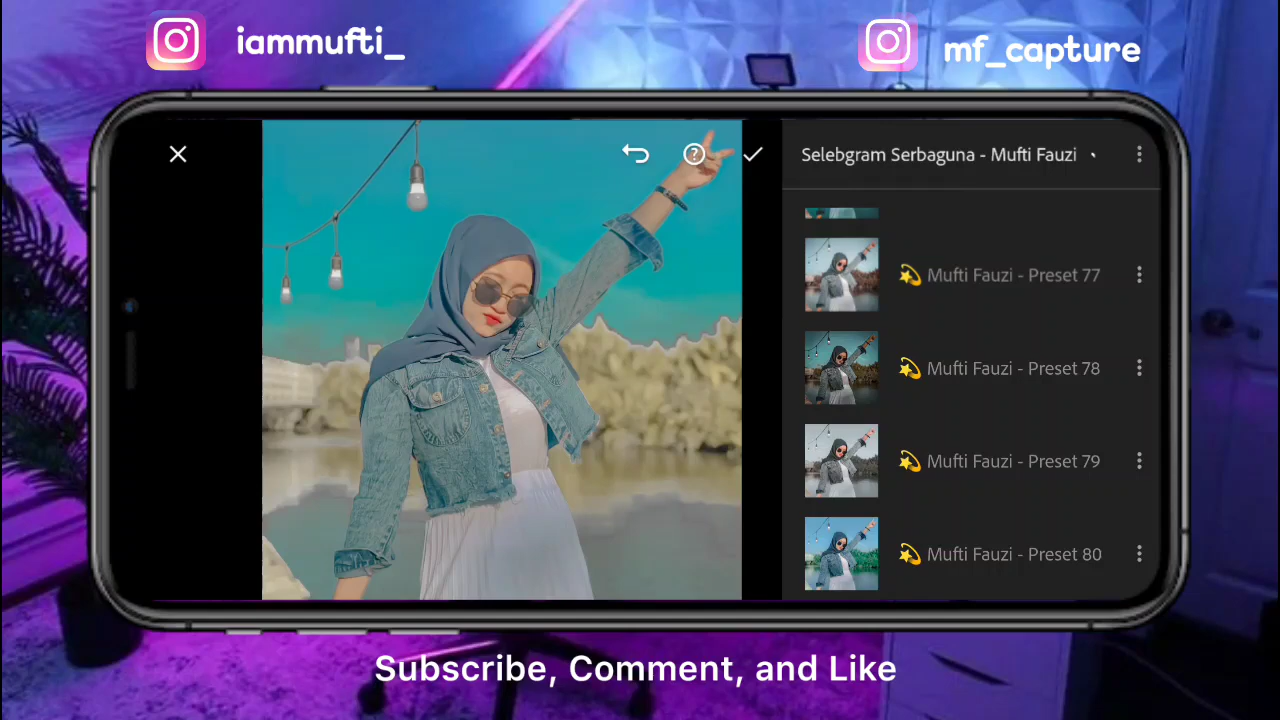 iammufti_
mf_capture
Selebgram Serbaguna - Mufti Fauzi
Mufti Fauzi - Preset 77
Mufti Fauzi - Preset 78
Mufti Fauzi - Preset 79
Mufti Fauzi - Preset 80
Subscribe, Comment, and Like